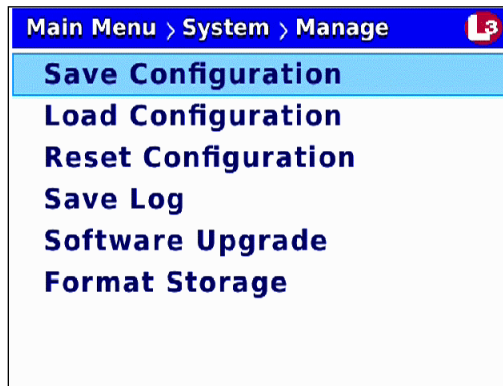 Main Menu > System > Manage L3
Save Configuration
Load Configuration
Reset Configuration
Save Log
Software Upgrade
Format Storage